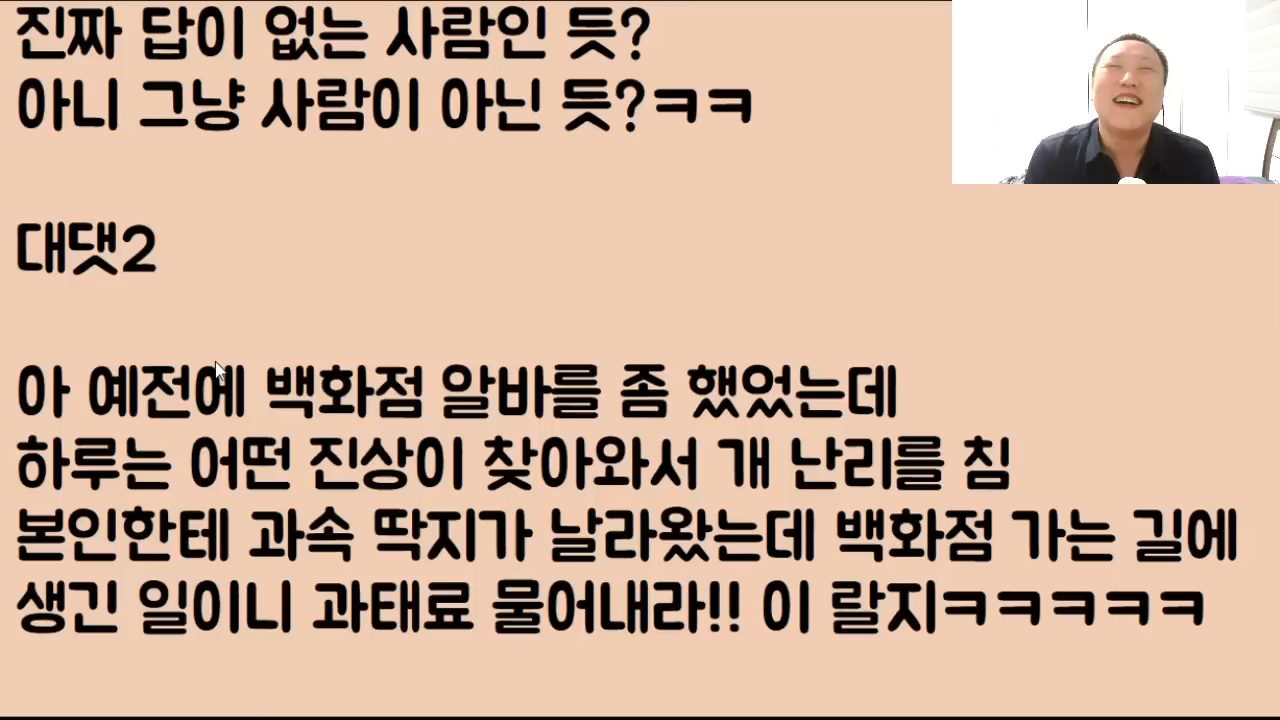 진짜 답이 없는 사람인 듯?
아니 그냥 사람이 아닌 듯?ㅋㅋ
대댓2
아 예전에 백화점 알바를 좀 했었는데
하루는 어떤 진상이 찾아와서 개 난리를 침
본인한테 과속 딱지가 날라왔는데 백화점 가는 길에
생긴 일이니 과태료 물어내라!! 이 랄지ㅋㅋㅋㅋㅋ